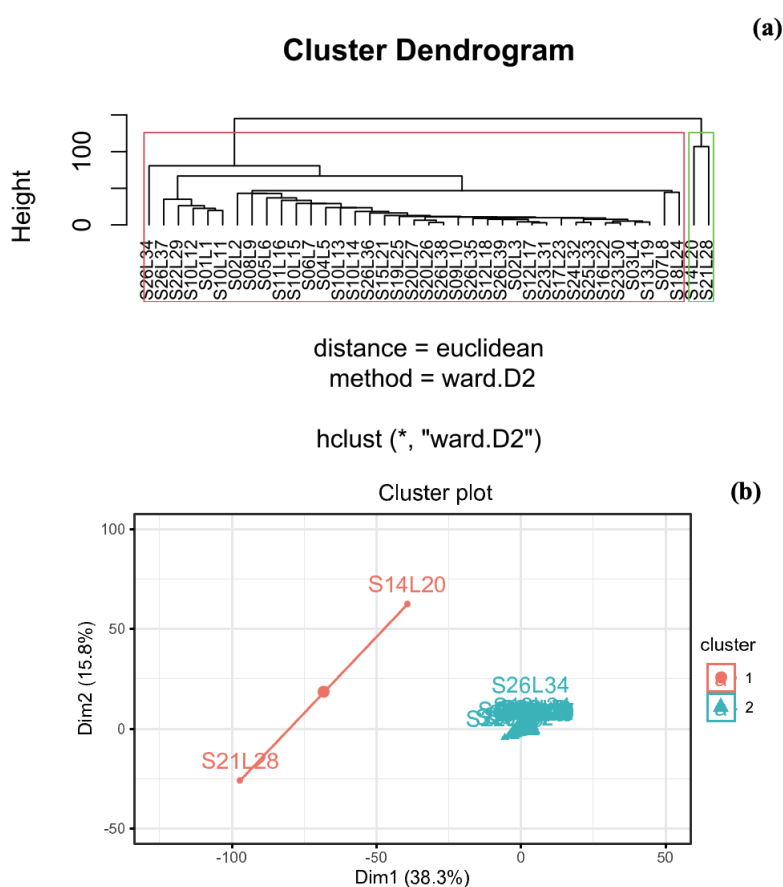 (a)
Cluster Dendrogram
Height
100
0
S26L34
S26L37
S22L29
S10L12
S01L1
S10L11
S02L2
S08L9
S05L6
S11L16
S10L15
S06L7
S04L5
S10L13
S10L14
S26L36
S15L21
S19L25
S20L27
S20L26
S26L38
S09L10
S26L35
S12L18
S26L39
S02L3
S12L17
S23L31
S17L23
S24L32
S25L33
S16L22
S23L30
S03L4
S13L19
S07L8
S18L24
S14L20
S21L28
distance = euclidean
method = ward.D2
hclust (*, "ward.D2")
(b)
Cluster plot
100
50
0
-50
Dim2 (15.8%)
S14L20
S26L34
S21L28
-100
-50
0
50
Dim1 (38.3%)
cluster
1
2